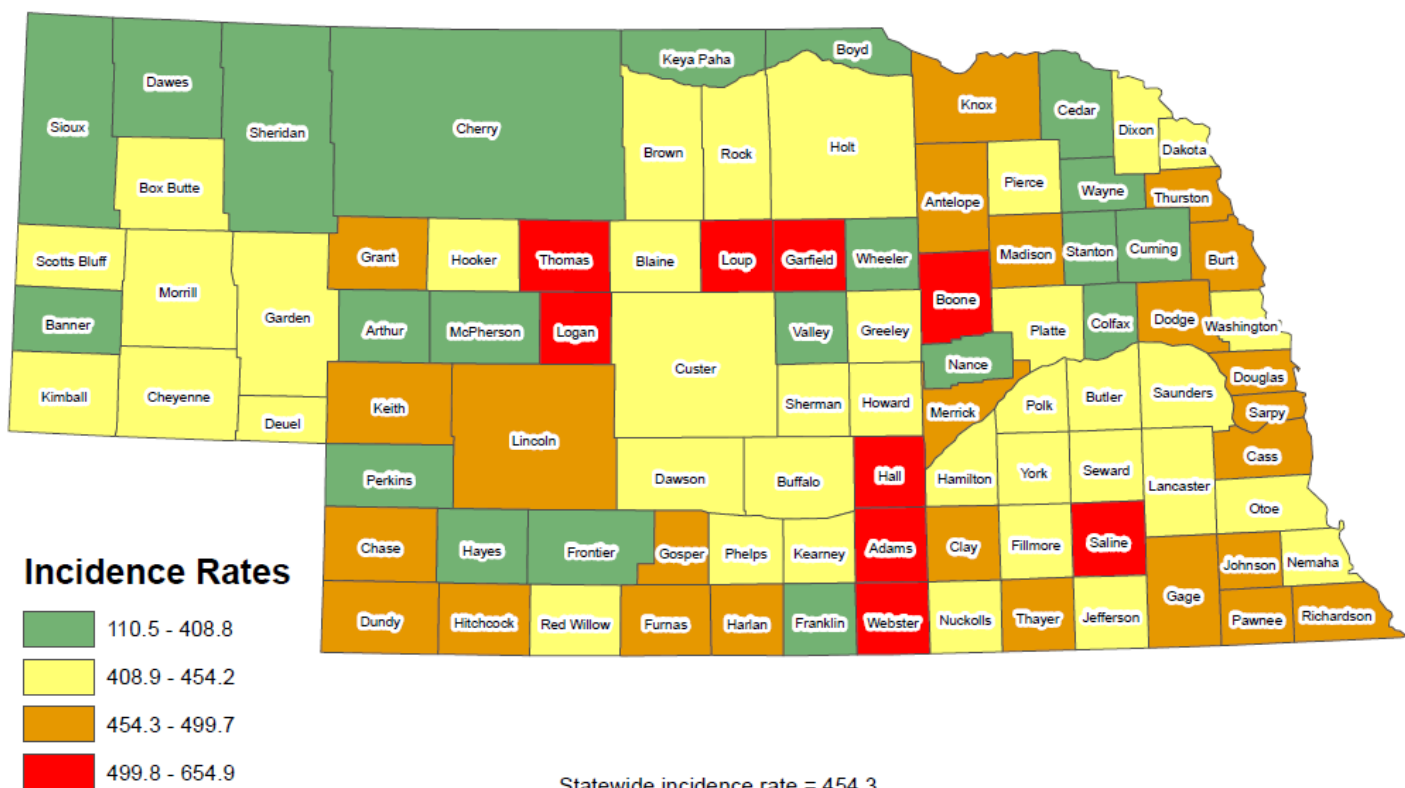 Keya Paha
Boyd
Dawes
Knox
Cedar
Sioux
Sheridan
Cherry
Dixon
Brown
Rock
Holt
Dakota
Box Butte
Pierce
Wayne
Thurston
Antelope
Scotts Bluff
Grant
Hooker
Thomas
Blaine
Loup
Garfield
Wheeler
Madison
Stanton
Cuming
Burt
Morrill
Garden
Banner
Arthur
McPherson
Logan
Valley
Greeley
Boone
Platte
Colfax
Dodge
Washington
Custer
Nance
Kimball
Cheyenne
Deuel
Keith
Sherman
Howard
Merrick
Polk
Butler
Saunders
Douglas
Sarpy
Lincoln
Perkins
Dawson
Buffalo
Hall
Hamilton
York
Seward
Lancaster
Cass
Otoe
Chase
Hayes
Frontier
Gosper
Phelps
Kearney
Adams
Clay
Fillmore
Saline
Johnson
Nemaha
Gage
Dundy
Hitchcock
Red Willow
Furnas
Harlan
Franklin
Webster
Nuckolls
Thayer
Jefferson
Pawnee
Richardson
Incidence Rates
110.5 - 408.8
408.9 - 454.2
454.3 - 499.7
499.8 - 654.9
Statewide incidence rate = 454.3